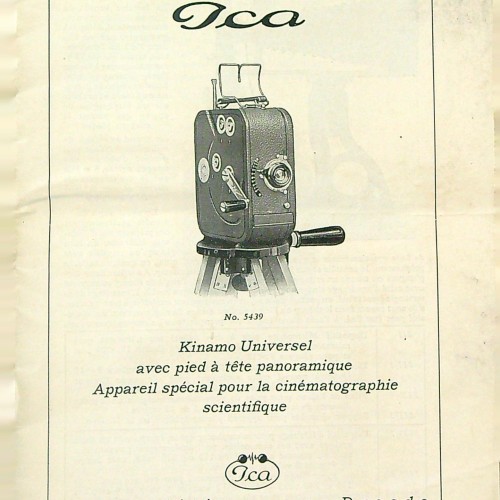 Ica
No. 5439
Kinamo Universel
avec pied à tête panoramique
Appareil spécial pour la cinématographie
scientifique
Ica